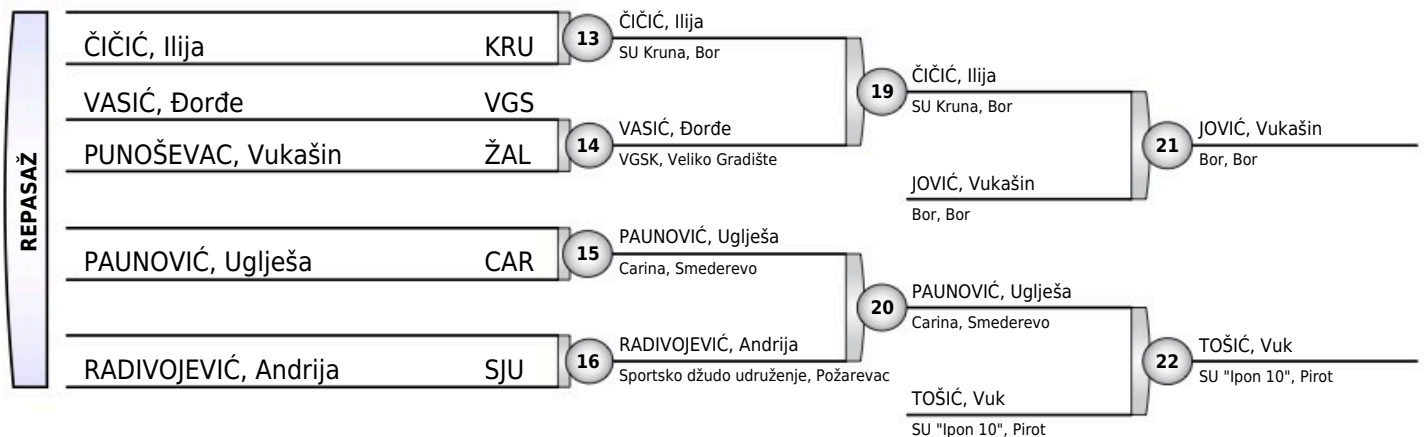 REPASAŽ
ČIČIĆ, Ilija KRU
VASIĆ, Đorđe VGS
PUNOŠEVAC, Vukašin ŽAL
PAUNOVIĆ, Uglješa CAR
RADIVOJEVIĆ, Andrija SJU
13
ČIČIĆ, Ilija
SU Kruna, Bor
14
VASIĆ, Đorđe
VGSK, Veliko Gradište
15
PAUNOVIĆ, Uglješa
Carina, Smederevo
16
RADIVOJEVIĆ, Andrija
Sportsko džudo udruženje, Požarevac
19
ČIČIĆ, Ilija
SU Kruna, Bor
JOVIĆ, Vukašin
Bor, Bor
20
PAUNOVIĆ, Uglješa
Carina, Smederevo
TOŠIĆ, Vuk
SU "Ipon 10", Pirot
21
JOVIĆ, Vukašin
Bor, Bor
22
TOŠIĆ, Vuk
SU "Ipon 10", Pirot